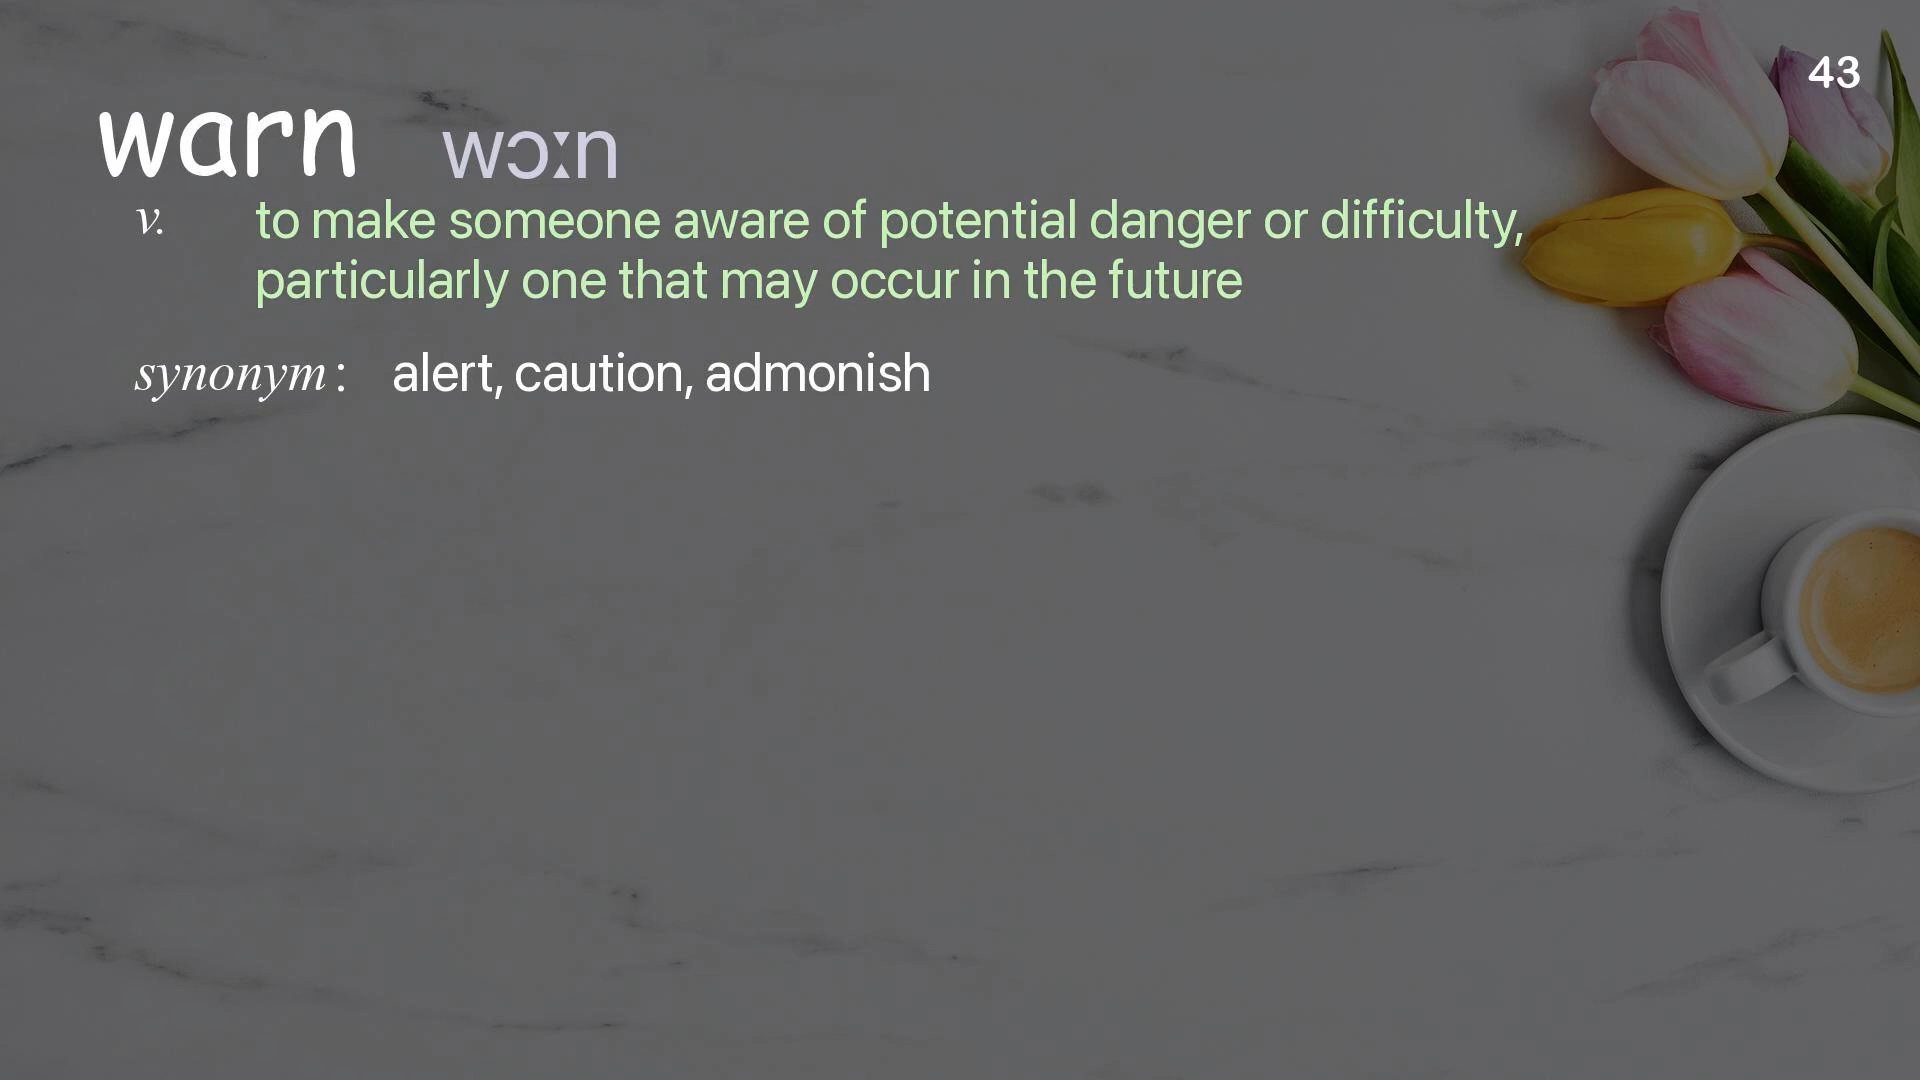 43
warn wɔːn
v. to make someone aware of potential danger or difficulty,
particularly one that may occur in the future
synonym : alert, caution, admonish